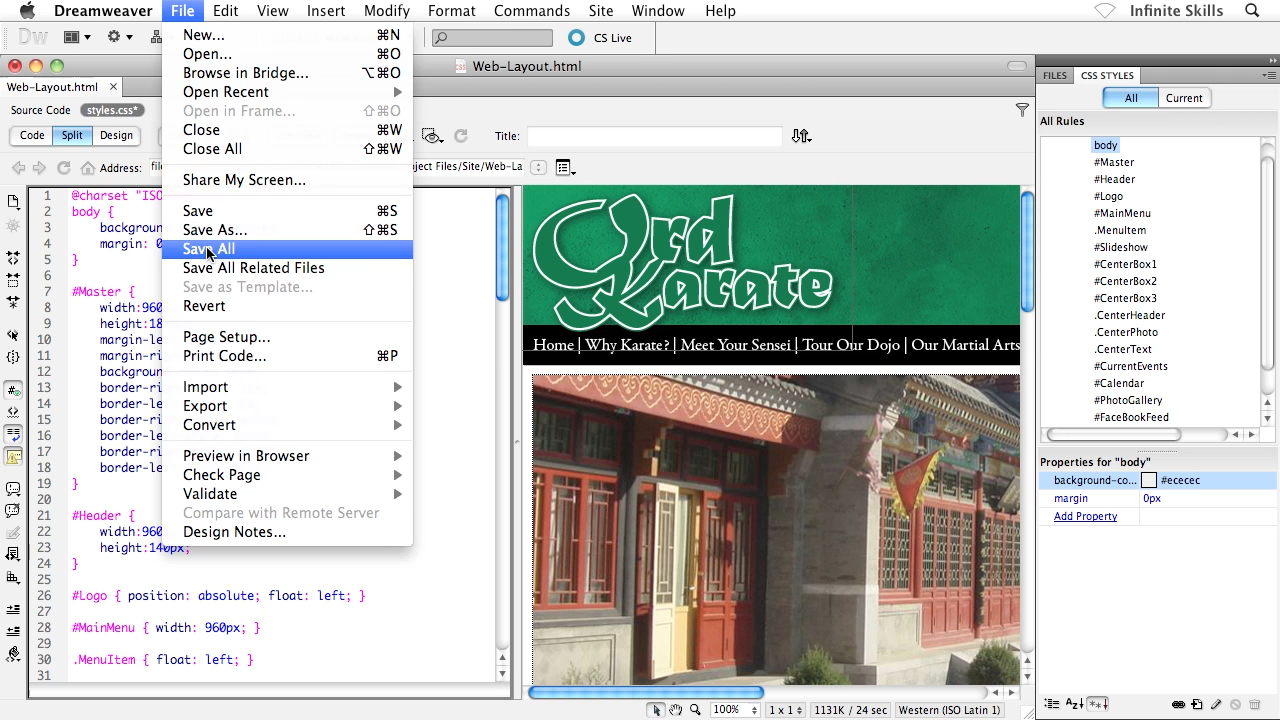 Dreamweaver File Edit View Insert Modify Format Commands Site Window Help Infinite Skills
Dw CS Live
Web-Layout.html
Web-Layout.html ×
Source Code styles.css*
Code Split Design
Title:
Address: file
ject Files/Site/Web-La
New... ⌘N
Open... ⌘O
Browse in Bridge... ⌥⌘O
Open Recent
Open in Frame... ⇧⌘O
Close ⌘W
Close All ⇧⌘W
Share My Screen...
Save ⌘S
Save As... ⇧⌘S
Save All
Save All Related Files
Save as Template...
Revert
Page Setup...
Print Code... ⌘P
Import
Export
Convert
Preview in Browser
Check Page
Validate
Compare with Remote Server
Design Notes...
1 @charset "ISO
2 body {
3 backgroun
4 margin: 0
5 }
6
7 #Master {
8 width:960
9 height:18
10 margin-le
11 margin-ri
12 backgroun
13 border-ri
14 border-le
15 border-ri
16 border-le
17 border-ri
18 border-le
19 }
20
21 #Header {
22 width:960
23 height:140px;
24 }
25
26 #Logo { position: absolute; float: left; }
27
28 #MainMenu { width: 960px; }
29
30 .MenuItem { float: left; }
31
Ord
Karate
Home | Why Karate? | Meet Your Sensei | Tour Our Dojo | Our Martial Arts
100% 1 x 1 1131K / 24 sec Western (ISO Latin 1)
FILES CSS STYLES
All Current
All Rules
body
#Master
#Header
#Logo
#MainMenu
.MenuItem
#Slideshow
#CenterBox1
#CenterBox2
#CenterBox3
.CenterHeader
.CenterPhoto
.CenterText
#CurrentEvents
#Calendar
#PhotoGallery
#FaceBookFeed
Properties for "body"
background-co... #ececec
margin 0px
Add Property